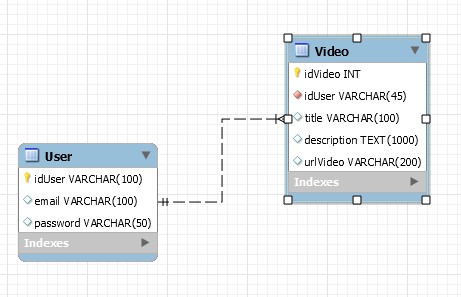 Video
idVideo INT
idUser VARCHAR(45)
title VARCHAR(100)
description TEXT(1000)
urlVideo VARCHAR(200)
Indexes
User
idUser VARCHAR(100)
email VARCHAR(100)
password VARCHAR(50)
Indexes